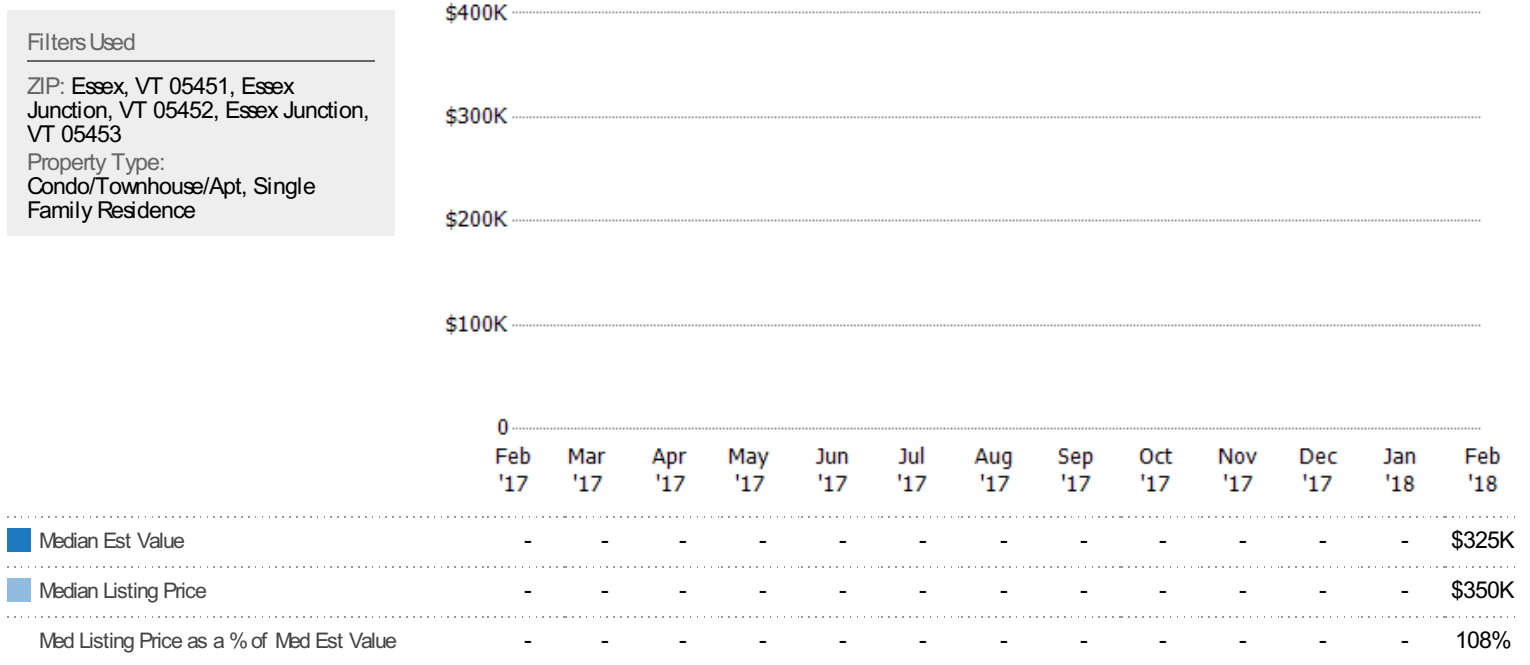 Filters Used
ZIP: Essex, VT 05451, Essex
Junction, VT 05452, Essex Junction,
VT 05453
Property Type:
Condo/Townhouse/Apt, Single
Family Residence
$400K
$300K
$200K
$100K
0
Feb Mar Apr May Jun Jul Aug Sep Oct Nov Dec Jan Feb
'17 '17 '17 '17 '17 '17 '17 '17 '17 '17 '17 '18 '18
Median Est Value - - - - - - - - - - - - $325K
Median Listing Price - - - - - - - - - - - - $350K
Med Listing Price as a % of Med Est Value - - - - - - - - - - - - 108%